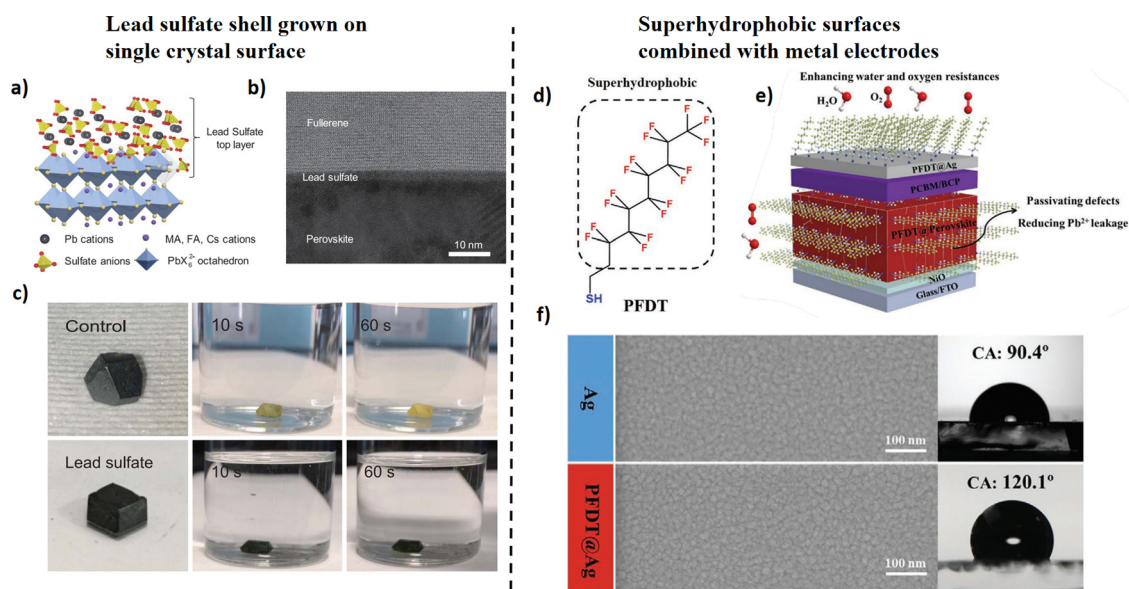 Lead sulfate shell grown on
single crystal surface
Superhydrophobic surfaces
combined with metal electrodes
a)
Lead Sulfate
top layer
Pb cations
MA, FA, Cs cations
Sulfate anions
PbX₆²⁻ octahedron
b)
Fullerene
Lead sulfate
Perovskite
10 nm
c)
Control
10 s
60 s
Lead sulfate
10 s
60 s
d)
Superhydrophobic
F F F F F F F F F F F F F F F F F
SH
PFDT
e)
Enhancing water and oxygen resistances
H₂O
O₂
PFDT@Ag
PCBM/BCP
PFDT@Perovskite
NiO
Glass/FTO
Passivating defects
Reducing Pb²⁺ leakage
f)
Ag
100 nm
CA: 90.4°
PFDT@Ag
100 nm
CA: 120.1°